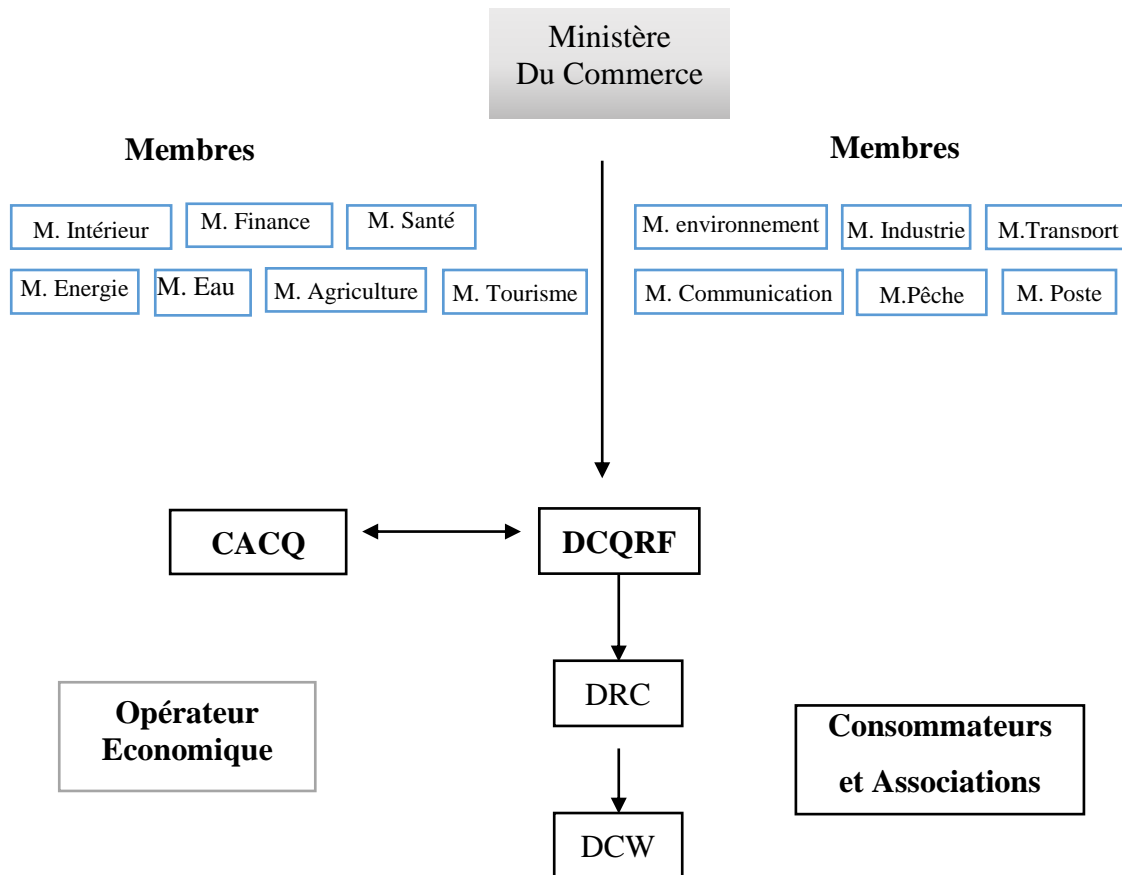 Ministère
Du Commerce
Membres
Membres
M. Intérieur
M. Finance
M. Santé
M. environnement
M. Industrie
M.Transport
M. Energie
M. Eau
M. Agriculture
M. Tourisme
M. Communication
M.Pêche
M. Poste
CACQ
DCQRF
DRC
Opérateur
Economique
Consommateurs
et Associations
DCW